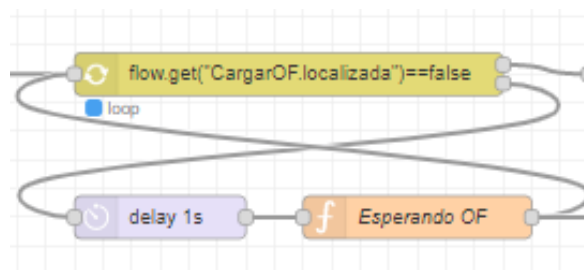 flow.get("CargarOF.localizada")==false
loop
delay 1s
Esperando OF